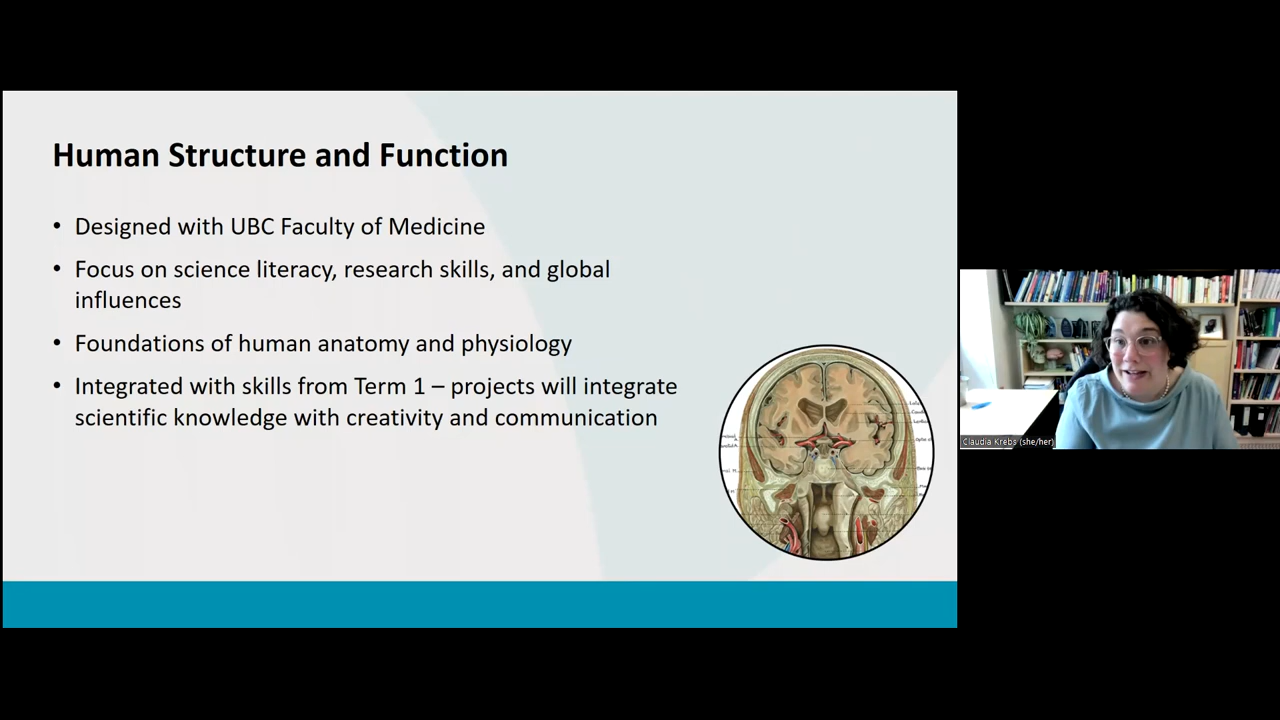 Human Structure and Function
• Designed with UBC Faculty of Medicine
• Focus on science literacy, research skills, and global
influences
• Foundations of human anatomy and physiology
• Integrated with skills from Term 1 – projects will integrate
scientific knowledge with creativity and communication
Claudia Krebs (she/her)